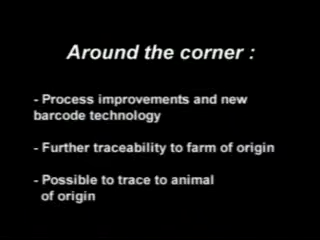 Around the corner :
- Process improvements and new
barcode technology
- Further traceability to farm of origin
- Possible to trace to animal
of origin